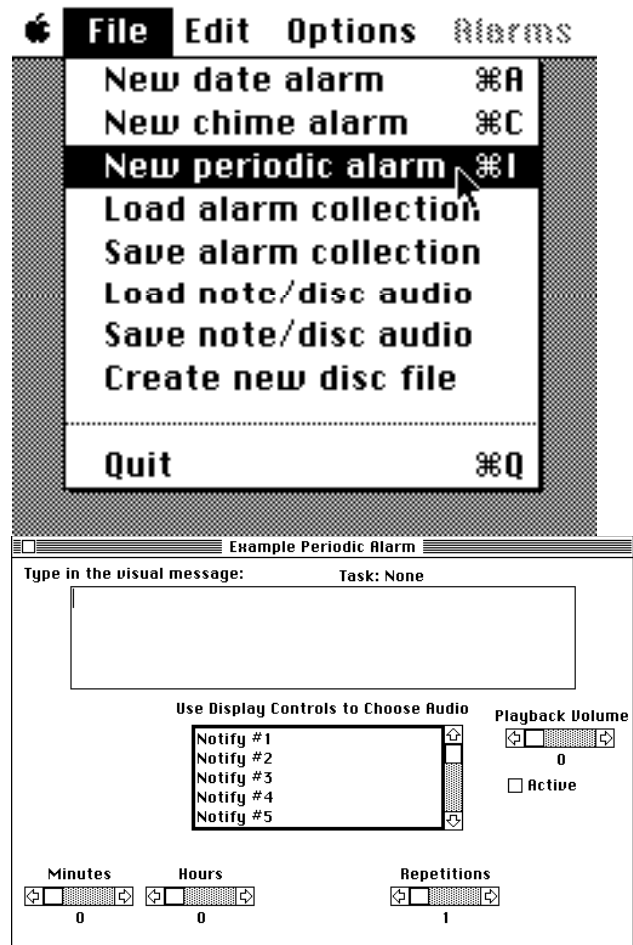 File Edit Options Alarms
New date alarm ⌘A
New chime alarm ⌘C
New periodic alarm ⌘I
Load alarm collection
Save alarm collection
Load note/disc audio
Save note/disc audio
Create new disc file
Quit ⌘Q
Example Periodic Alarm
Type in the visual message: Task: None
Use Display Controls to Choose Audio
Playback Volume
Notify #1
Notify #2
0
Notify #3
Active
Notify #4
Notify #5
Minutes Hours Repetitions
0 0 1